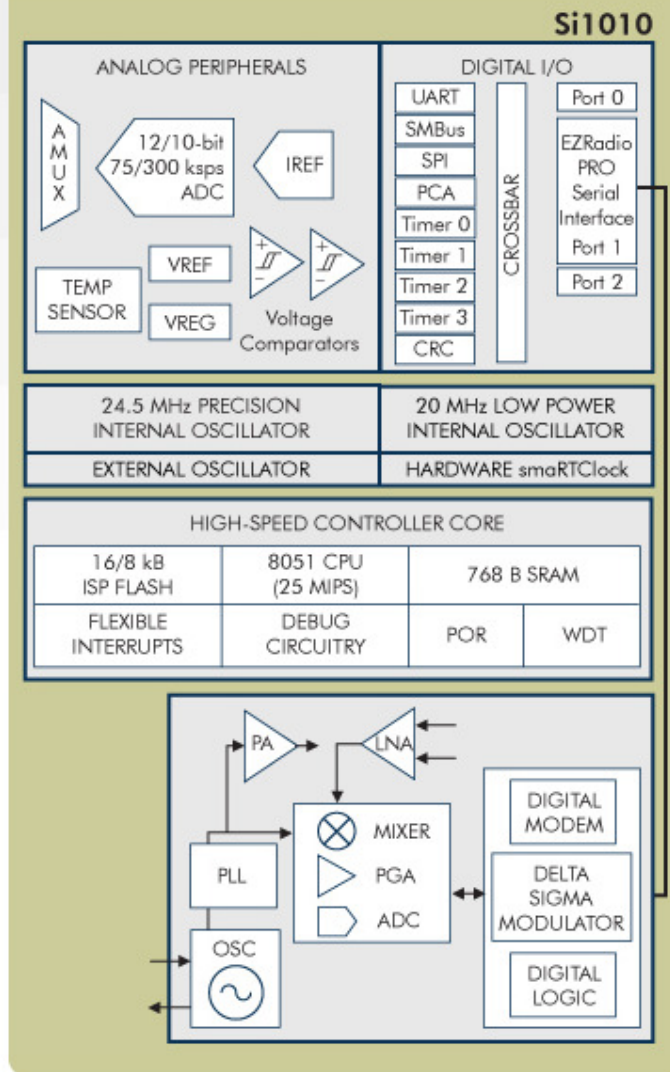 Si1010
ANALOG PERIPHERALS
A
M
U
X
12/10-bit
75/300 ksps
ADC
IREF
TEMP
SENSOR
VREF
VREG
+
−
+
−
Voltage
Comparators
DIGITAL I/O
UART
SMBus
SPI
PCA
Timer 0
Timer 1
Timer 2
Timer 3
CRC
CROSSBAR
Port 0
EZRadio
PRO
Serial
Interface
Port 1
Port 2
24.5 MHz PRECISION
INTERNAL OSCILLATOR
20 MHz LOW POWER
INTERNAL OSCILLATOR
EXTERNAL OSCILLATOR
HARDWARE smaRTClock
HIGH-SPEED CONTROLLER CORE
16/8 kB
ISP FLASH
8051 CPU
(25 MIPS)
768 B SRAM
FLEXIBLE
INTERRUPTS
DEBUG
CIRCUITRY
POR
WDT
PA
LNA
MIXER
PGA
ADC
PLL
OSC
DIGITAL
MODEM
DELTA
SIGMA
MODULATOR
DIGITAL
LOGIC